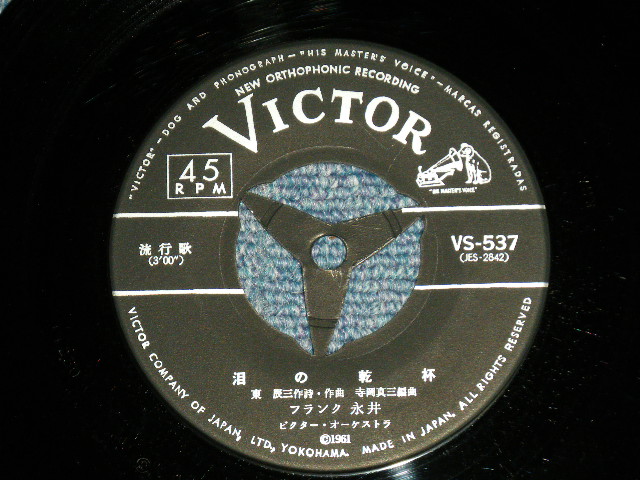 "VICTOR" — DOG AND PHONOGRAPH — "HIS MASTER'S VOICE" — MARCAS REGISTRADAS
NEW ORTHOPHONIC RECORDING
VICTOR
45
RPM
"HIS MASTER'S VOICE"
流行歌
(3'00")
VS-537
(JES-2842)
泪の乾杯
東辰三作詩・作曲 寺岡真三編曲
フランク永井
ビクター・オーケストラ
©1961
VICTOR COMPANY OF JAPAN, LTD., YOKOHAMA. MADE IN JAPAN. ALL RIGHTS RESERVED